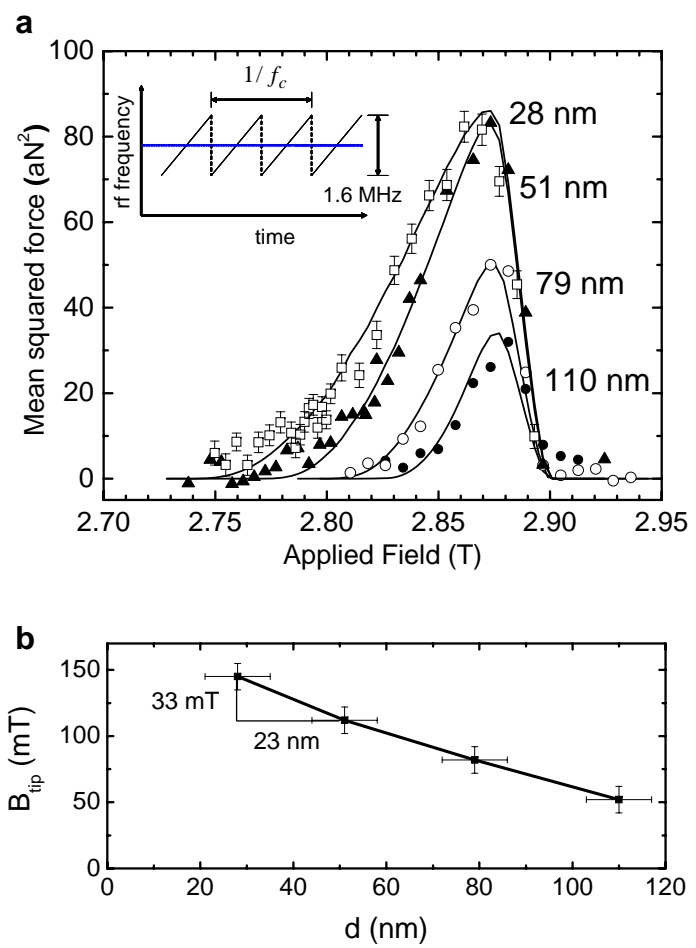 a
100
80
60
40
20
0
Mean squared force (aN²)
2.70
2.75
2.80
2.85
2.90
2.95
Applied Field (T)
1/ f_c
rf frequency
1.6 MHz
time
28 nm
51 nm
79 nm
110 nm
b
150
100
50
0
B_tip (mT)
33 mT
23 nm
0
20
40
60
80
100
120
d (nm)